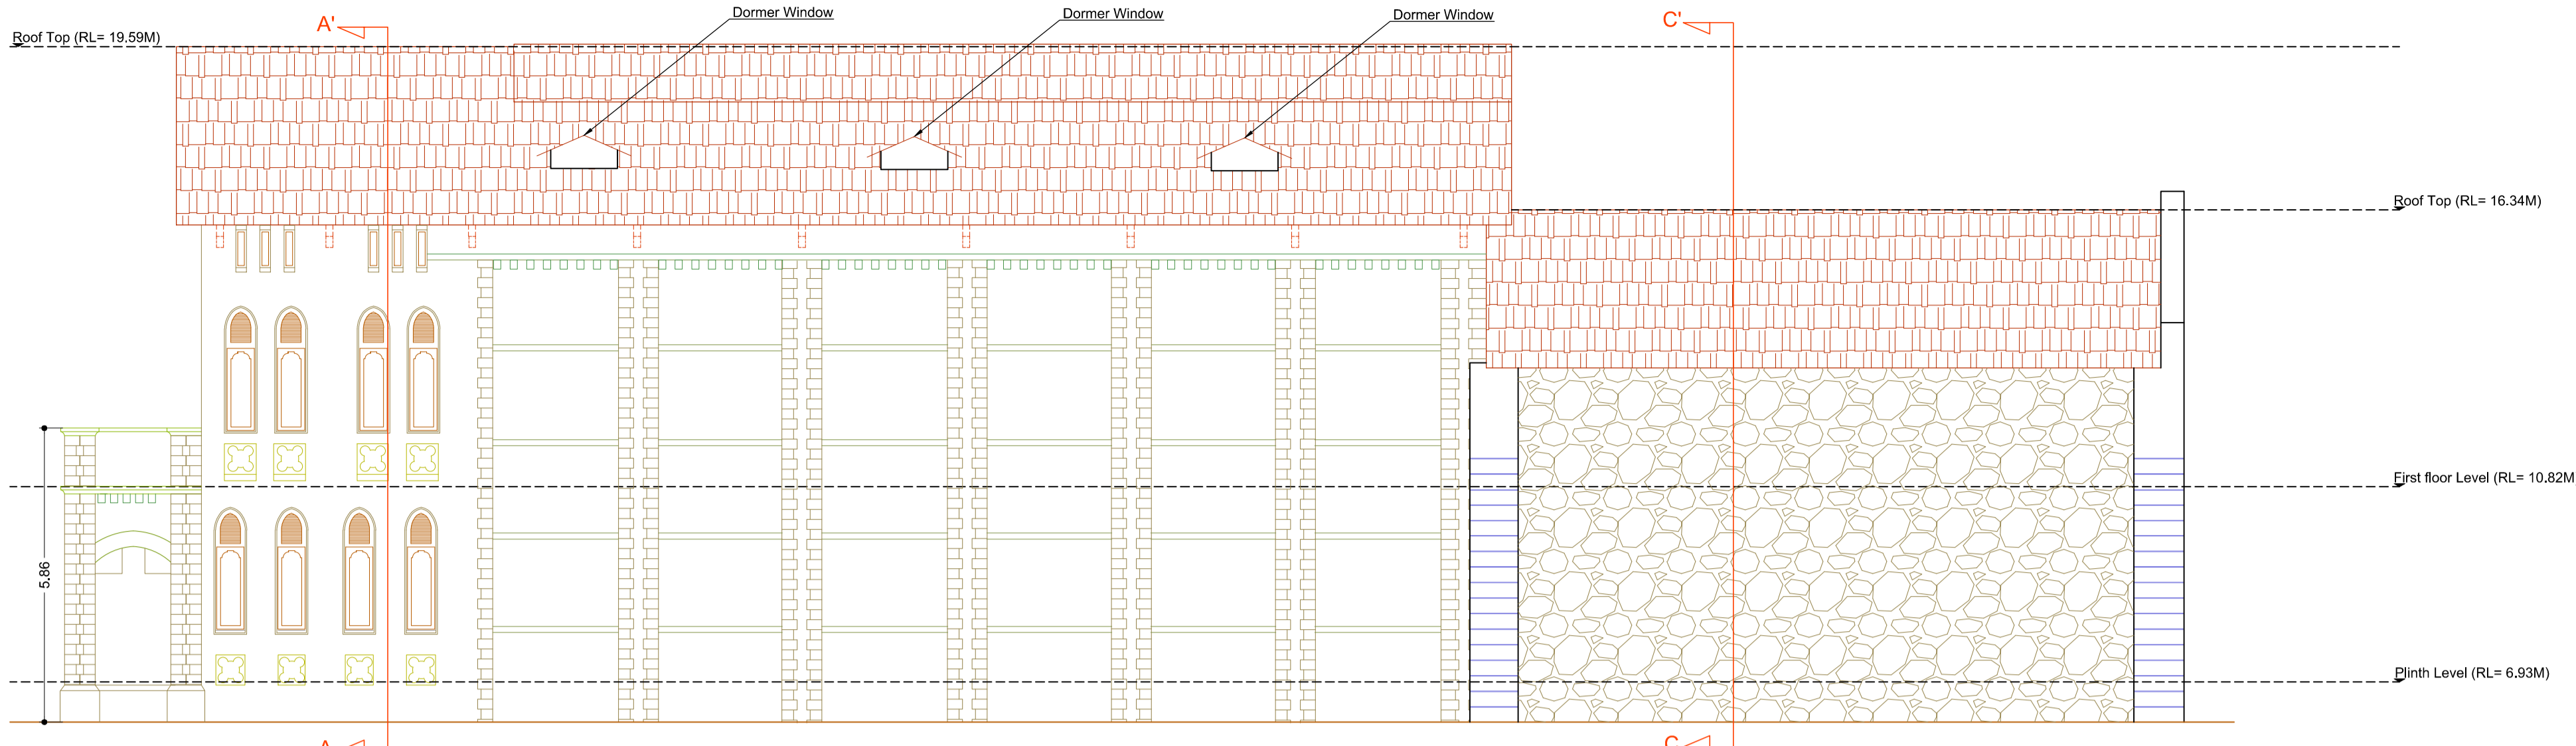 Dormer Window
Dormer Window
Dormer Window
A'
C'
Roof Top (RL= 19.59M)
Roof Top (RL= 16.34M)
First floor Level (RL= 10.82M
5.86
Plinth Level (RL= 6.93M)
A
C